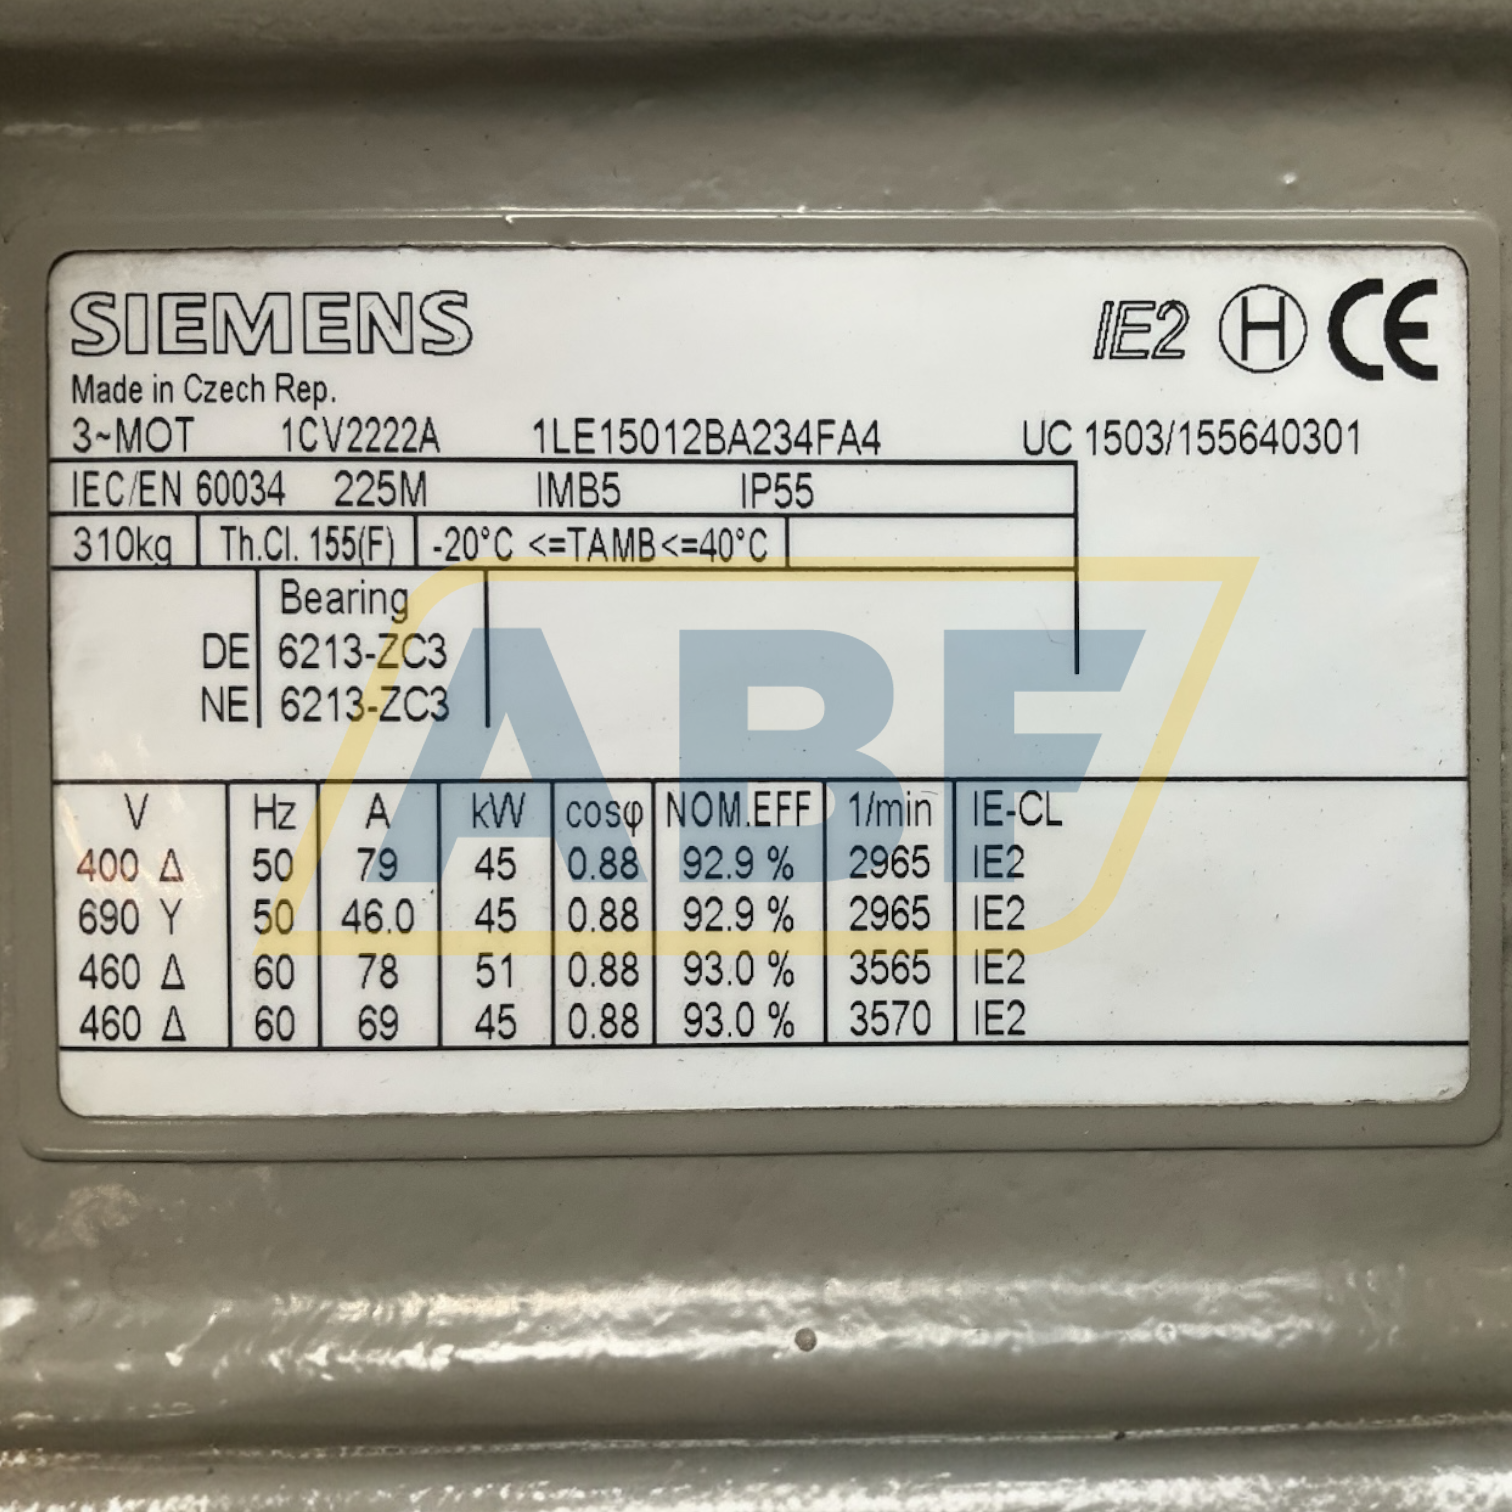 SIEMENS IE2 H CE
Made in Czech Rep.
3~MOT 1CV2222A 1LE15012BA234FA4 UC 1503/155640301
IEC/EN 60034 225M IMB5 IP55
310kg Th.Cl. 155(F) -20°C <=TAMB<=40°C
Bearing
DE 6213-ZC3
NE 6213-ZC3
ABF
V Hz A kW cosφ NOM.EFF 1/min IE-CL
400 Δ 50 79 45 0.88 92.9 % 2965 IE2
690 Y 50 46.0 45 0.88 92.9 % 2965 IE2
460 Δ 60 78 51 0.88 93.0 % 3565 IE2
460 Δ 60 69 45 0.88 93.0 % 3570 IE2